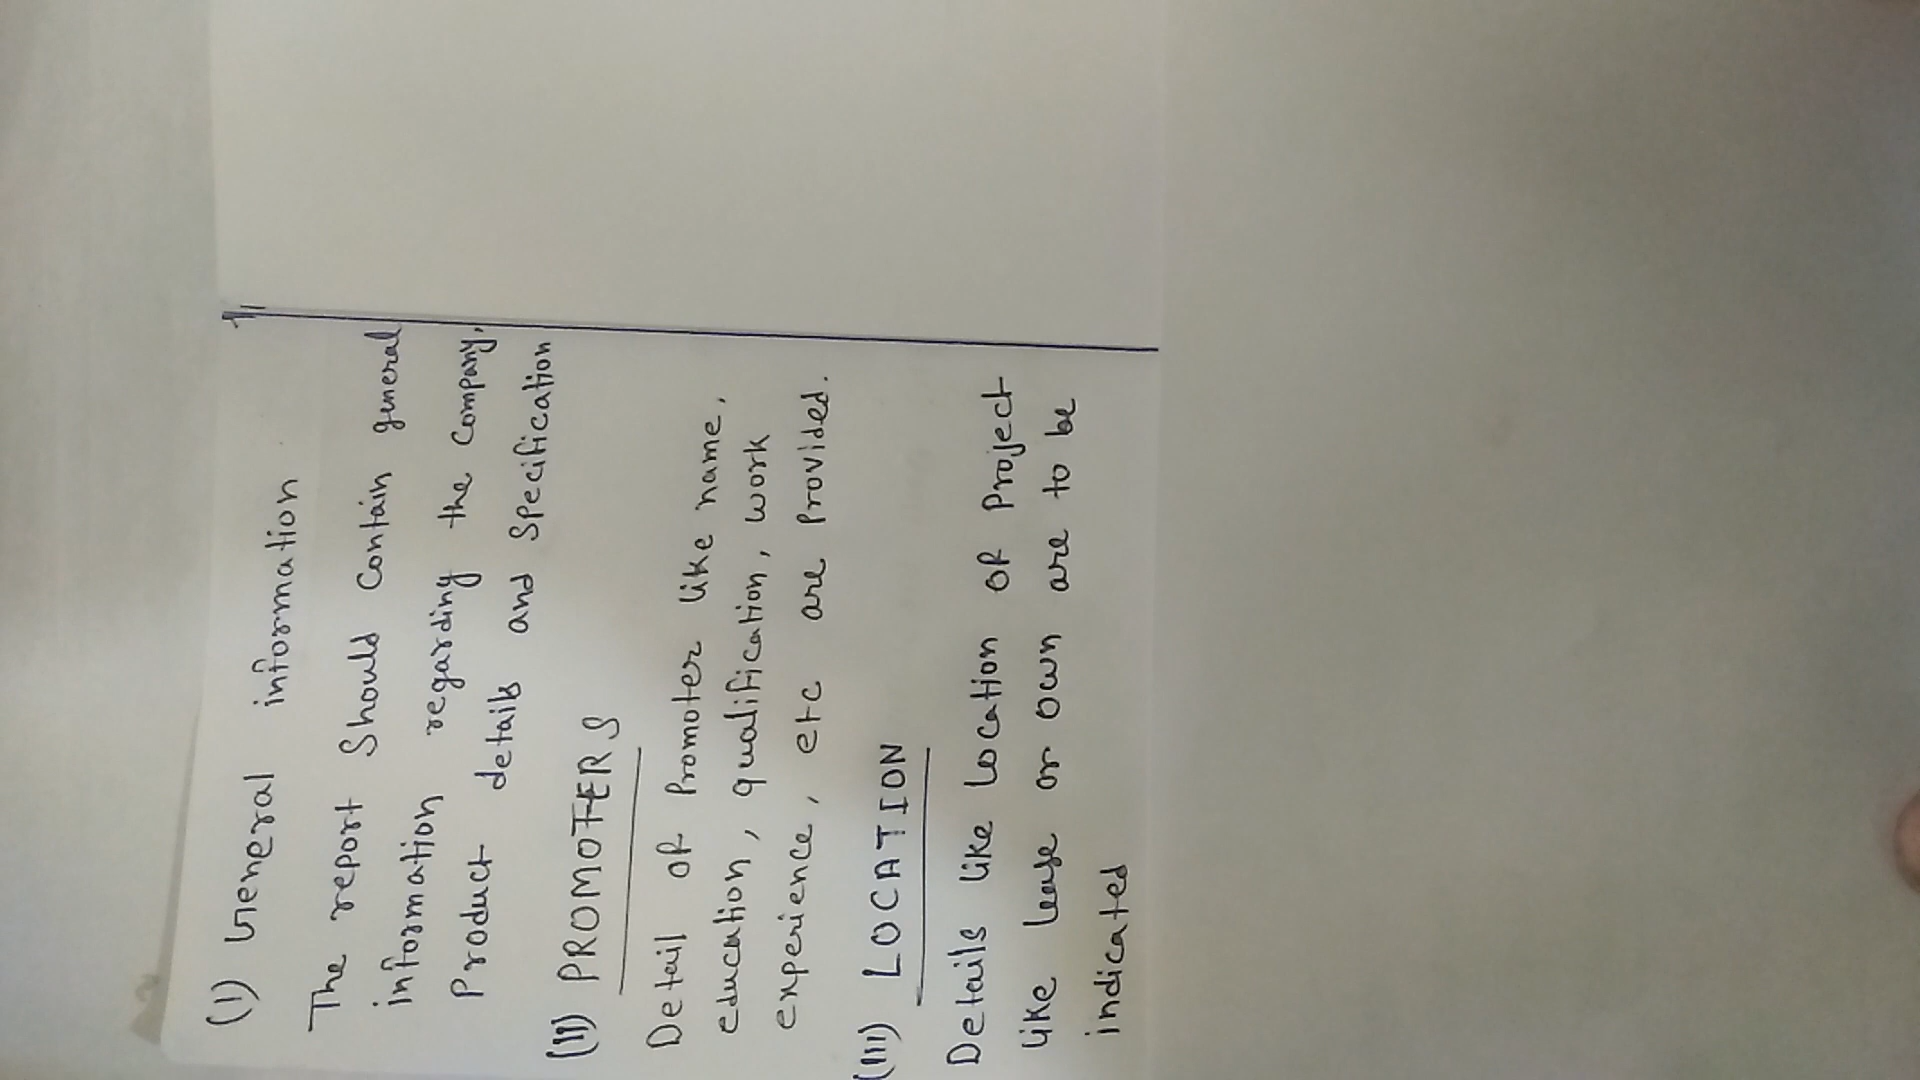 (I) General information
The report Should Contain general
information regarding the Company,
Product details and Specification
(II) PROMOTERS
Detail of Promoter like name,
education, qualification, work
experience, etc are Provided.
(III) LOCATION
Details like Location of Project
like lease or own are to be
indicated